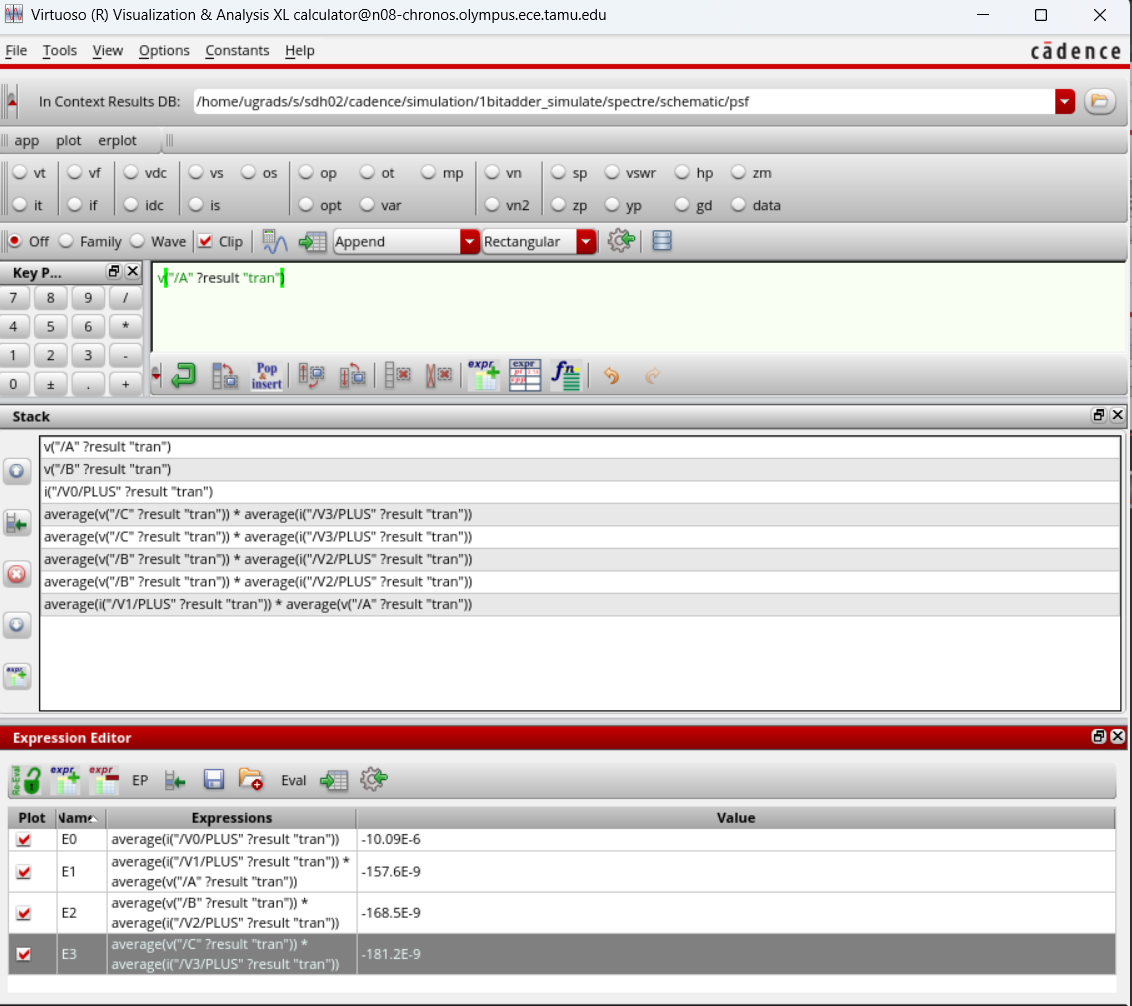 Virtuoso (R) Visualization & Analysis XL calculator@n08-chronos.olympus.ece.tamu.edu
File Tools View Options Constants Help
cādence
In Context Results DB: /home/ugrads/s/sdh02/cadence/simulation/1bitadder_simulate/spectre/schematic/psf
app plot erplot
vt vf vdc vs os op ot mp vn sp vswr hp zm
it if idc is opt var vn2 zp yp gd data
Off Family Wave Clip Append Rectangular
Key P...
7 8 9 /
4 5 6 *
1 2 3 -
0 ± . +
v("/A" ?result "tran")
Pop & insert
expr
expr
fn
Stack
v("/A" ?result "tran")
v("/B" ?result "tran")
i("/V0/PLUS" ?result "tran")
average(v("/C" ?result "tran")) * average(i("/V3/PLUS" ?result "tran"))
average(v("/C" ?result "tran")) * average(i("/V3/PLUS" ?result "tran"))
average(v("/B" ?result "tran")) * average(i("/V2/PLUS" ?result "tran"))
average(v("/B" ?result "tran")) * average(i("/V2/PLUS" ?result "tran"))
average(i("/V1/PLUS" ?result "tran")) * average(v("/A" ?result "tran"))
expr
Expression Editor
Re-Eval expr expr EP Eval
Plot Name Expressions Value
E0 average(i("/V0/PLUS" ?result "tran")) -10.09E-6
average(i("/V1/PLUS" ?result "tran")) *
E1 -157.6E-9
average(v("/A" ?result "tran"))
average(v("/B" ?result "tran")) *
E2 -168.5E-9
average(i("/V2/PLUS" ?result "tran"))
average(v("/C" ?result "tran")) *
E3 -181.2E-9
average(i("/V3/PLUS" ?result "tran"))